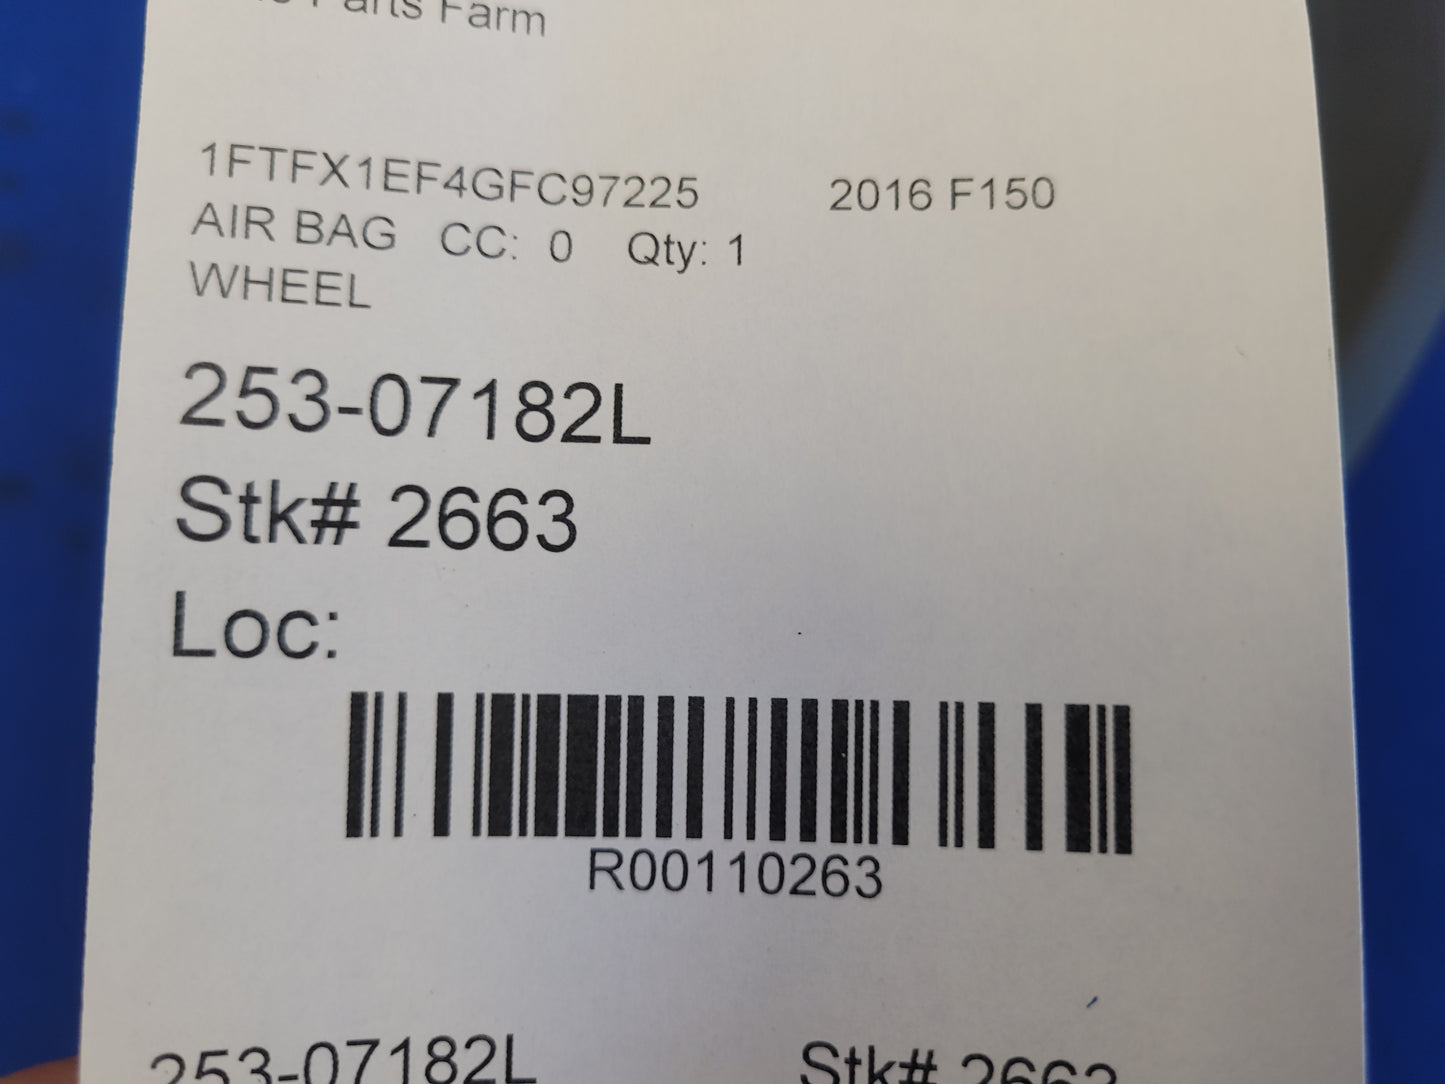 Parts Farm
1FTFX1EF4GFC97225 2016 F150
AIR BAG CC: 0 Qty: 1
WHEEL
253-07182L
Stk# 2663
Loc:
R00110263
253-07182L Stk# 2663